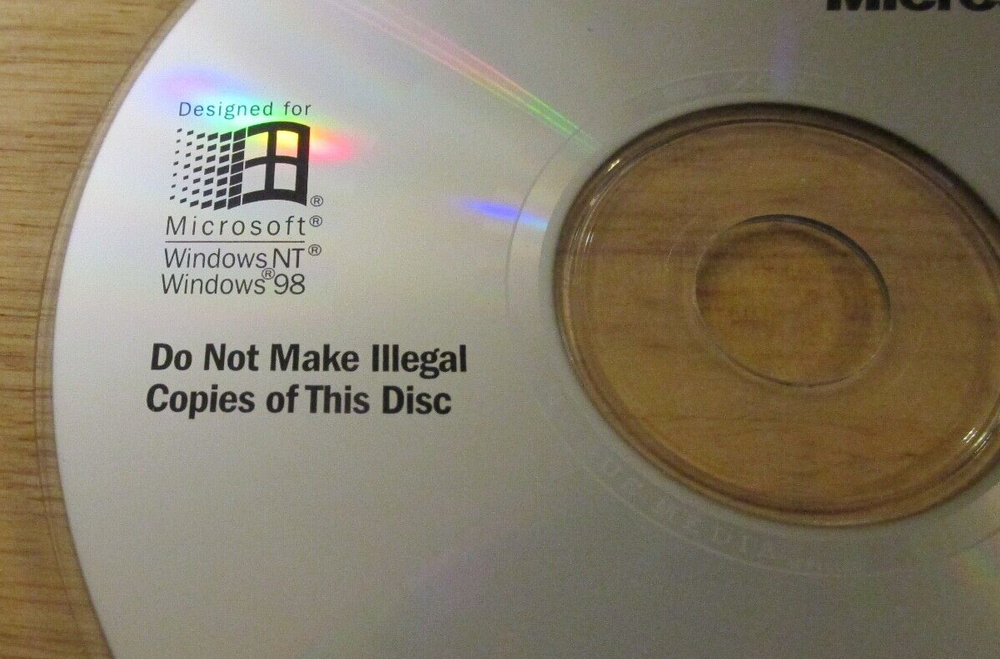 Designed for
Microsoft®
Windows NT®
Windows®98
Do Not Make Illegal
Copies of This Disc